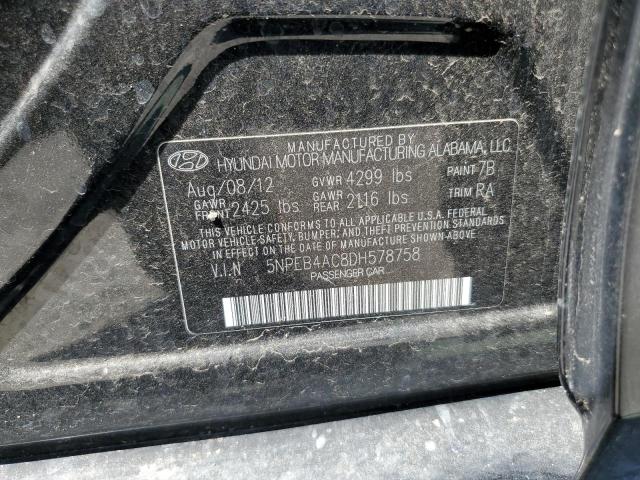 MANUFACTURED BY
HYUNDAI MOTOR MANUFACTURING ALABAMA, LLC
Aug/08/12 GVWR 4299 lbs PAINT 7B
GAWR FRONT 2425 lbs GAWR REAR 2116 lbs TRIM RA
THIS VEHICLE CONFORMS TO ALL APPLICABLE U.S.A. FEDERAL
MOTOR VEHICLE SAFETY, BUMPER, AND THEFT PREVENTION STANDARDS
IN EFFECT ON THE DATE OF MANUFACTURE SHOWN ABOVE.
V.I.N 5NPEB4AC8DH578758
PASSENGER CAR